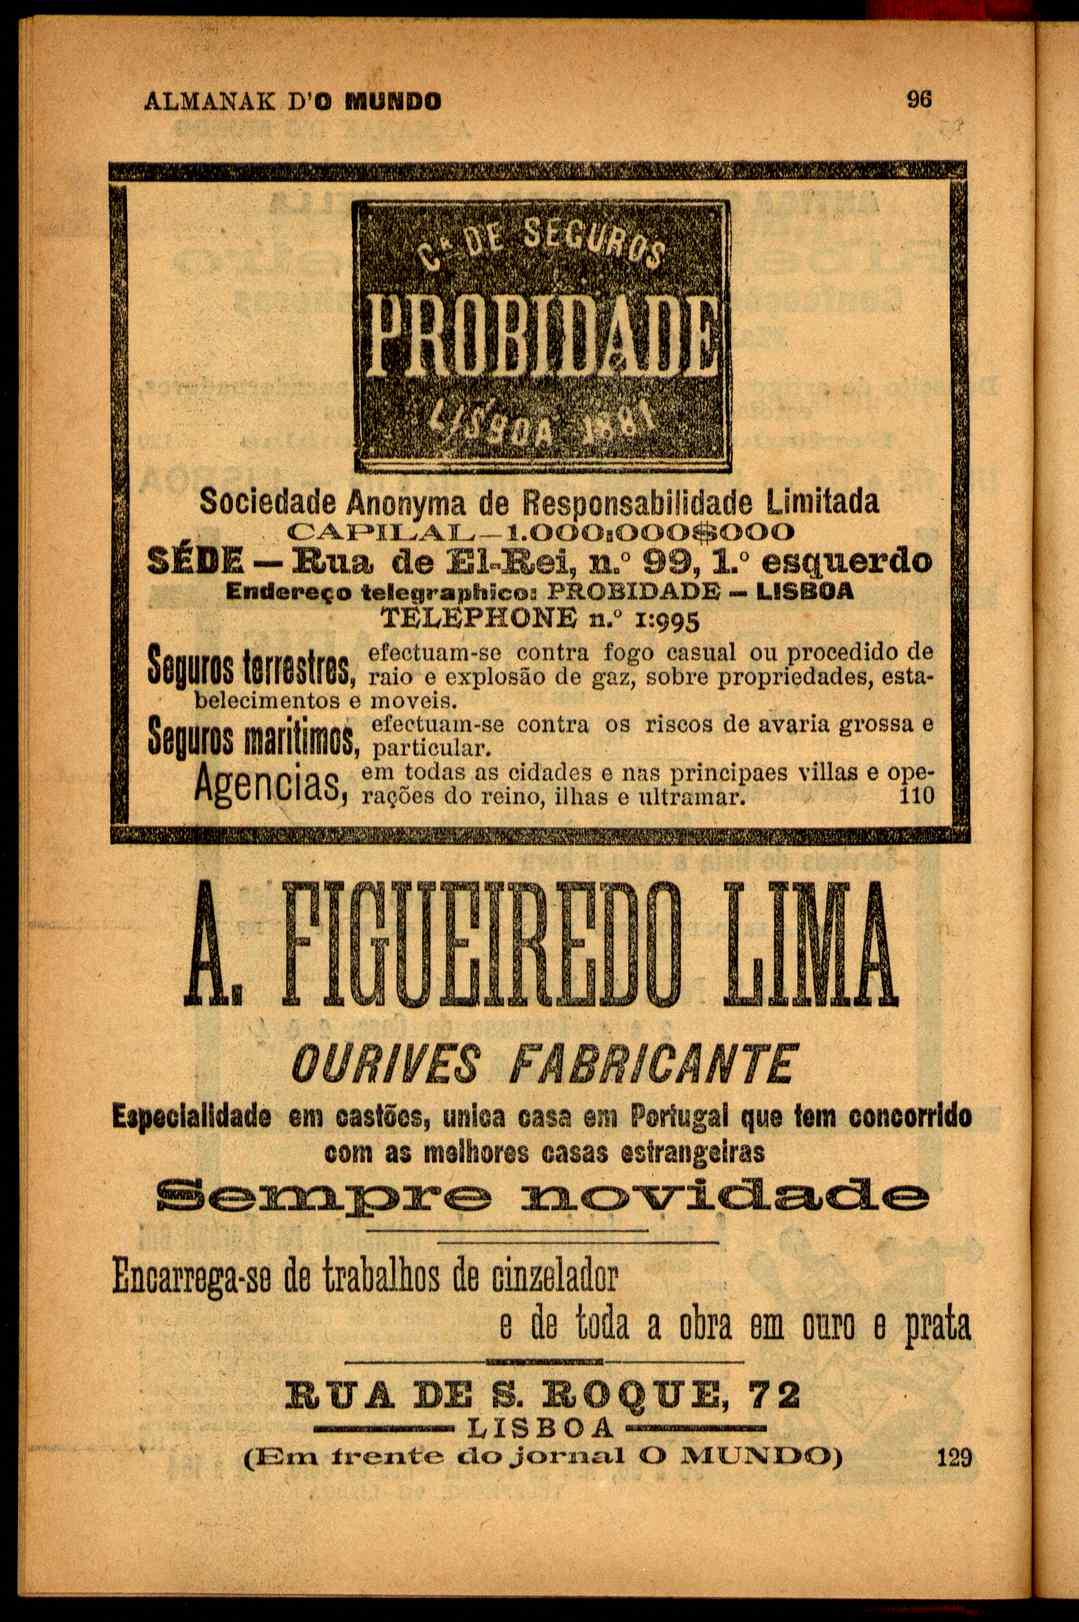 ALMANAK D'O MUNDO 96
Cª DE SEGUROS
PROBIDADE
LISBOA 1881
Sociedade Anonyma de Responsabilidade Limitada
CAPILAL—1.000:000$000
SÉDE — Rua de El-Rei, n.º 99, 1.º esquerdo
Endereço telegraphico: PROBIDADE — LISBOA
TELEPHONE n.º 1:995
Seguros terrestres, efectuam-se contra fogo casual ou procedido de
raio e explosão de gaz, sobre propriedades, esta-
belecimentos e moveis.
Seguros maritimos, efectuam-se contra os riscos de avaria grossa e
particular.
Agencias, em todas as cidades e nas principaes villas e ope-
rações do reino, ilhas e ultramar. 110
A. FIGUEIREDO LIMA
OURIVES FABRICANTE
Especialidade em castões, unica casa em Portugal que tem concorrido
com as melhores casas estrangeiras
Sempre novidade
Encarrega-se de trabalhos de cinzelador
e de toda a obra em ouro e prata
RUA DE S. ROQUE, 72
LISBOA
(Em frente do jornal O MUNDO) 129